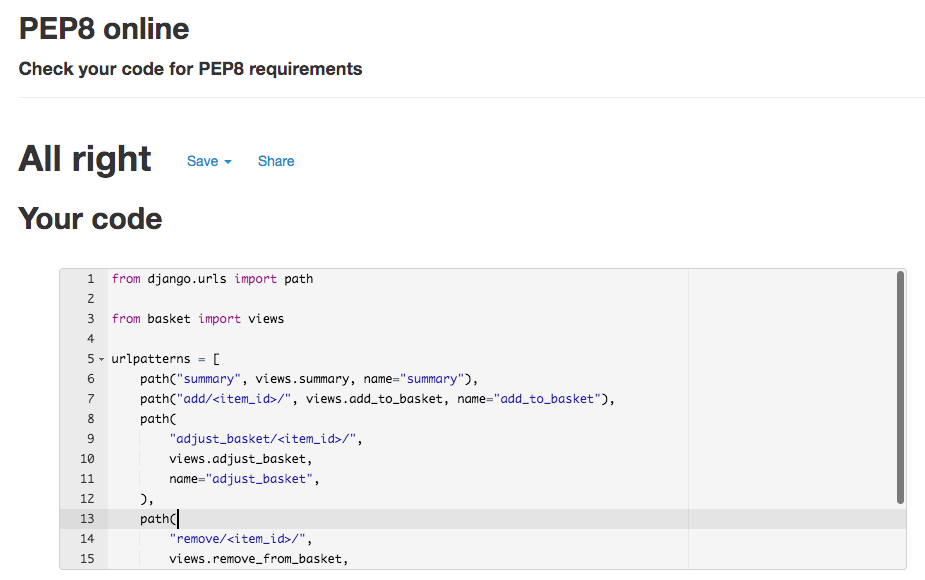 PEP8 online
Check your code for PEP8 requirements
All right Save Share
Your code
1 from django.urls import path
2
3 from basket import views
4
5 urlpatterns = [
6     path("summary", views.summary, name="summary"),
7     path("add/<item_id>/", views.add_to_basket, name="add_to_basket"),
8     path(
9         "adjust_basket/<item_id>/",
10         views.adjust_basket,
11         name="adjust_basket",
12     ),
13     path(
14         "remove/<item_id>/",
15         views.remove_from_basket,